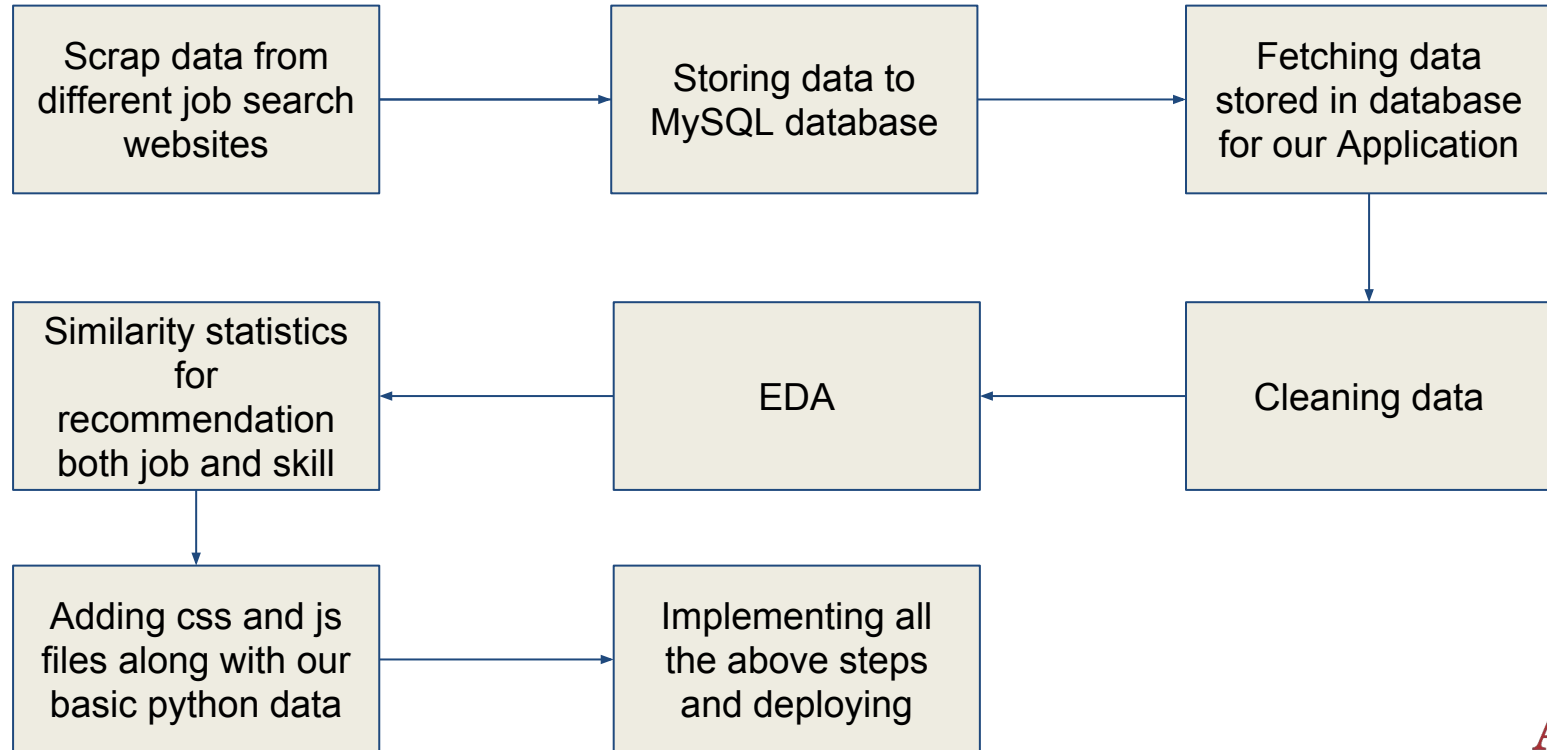 Scrap data from
different job search
websites
Storing data to
MySQL database
Fetching data
stored in database
for our Application
Cleaning data
EDA
Similarity statistics
for
recommendation
both job and skill
Adding css and js
files along with our
basic python data
Implementing all
the above steps
and deploying